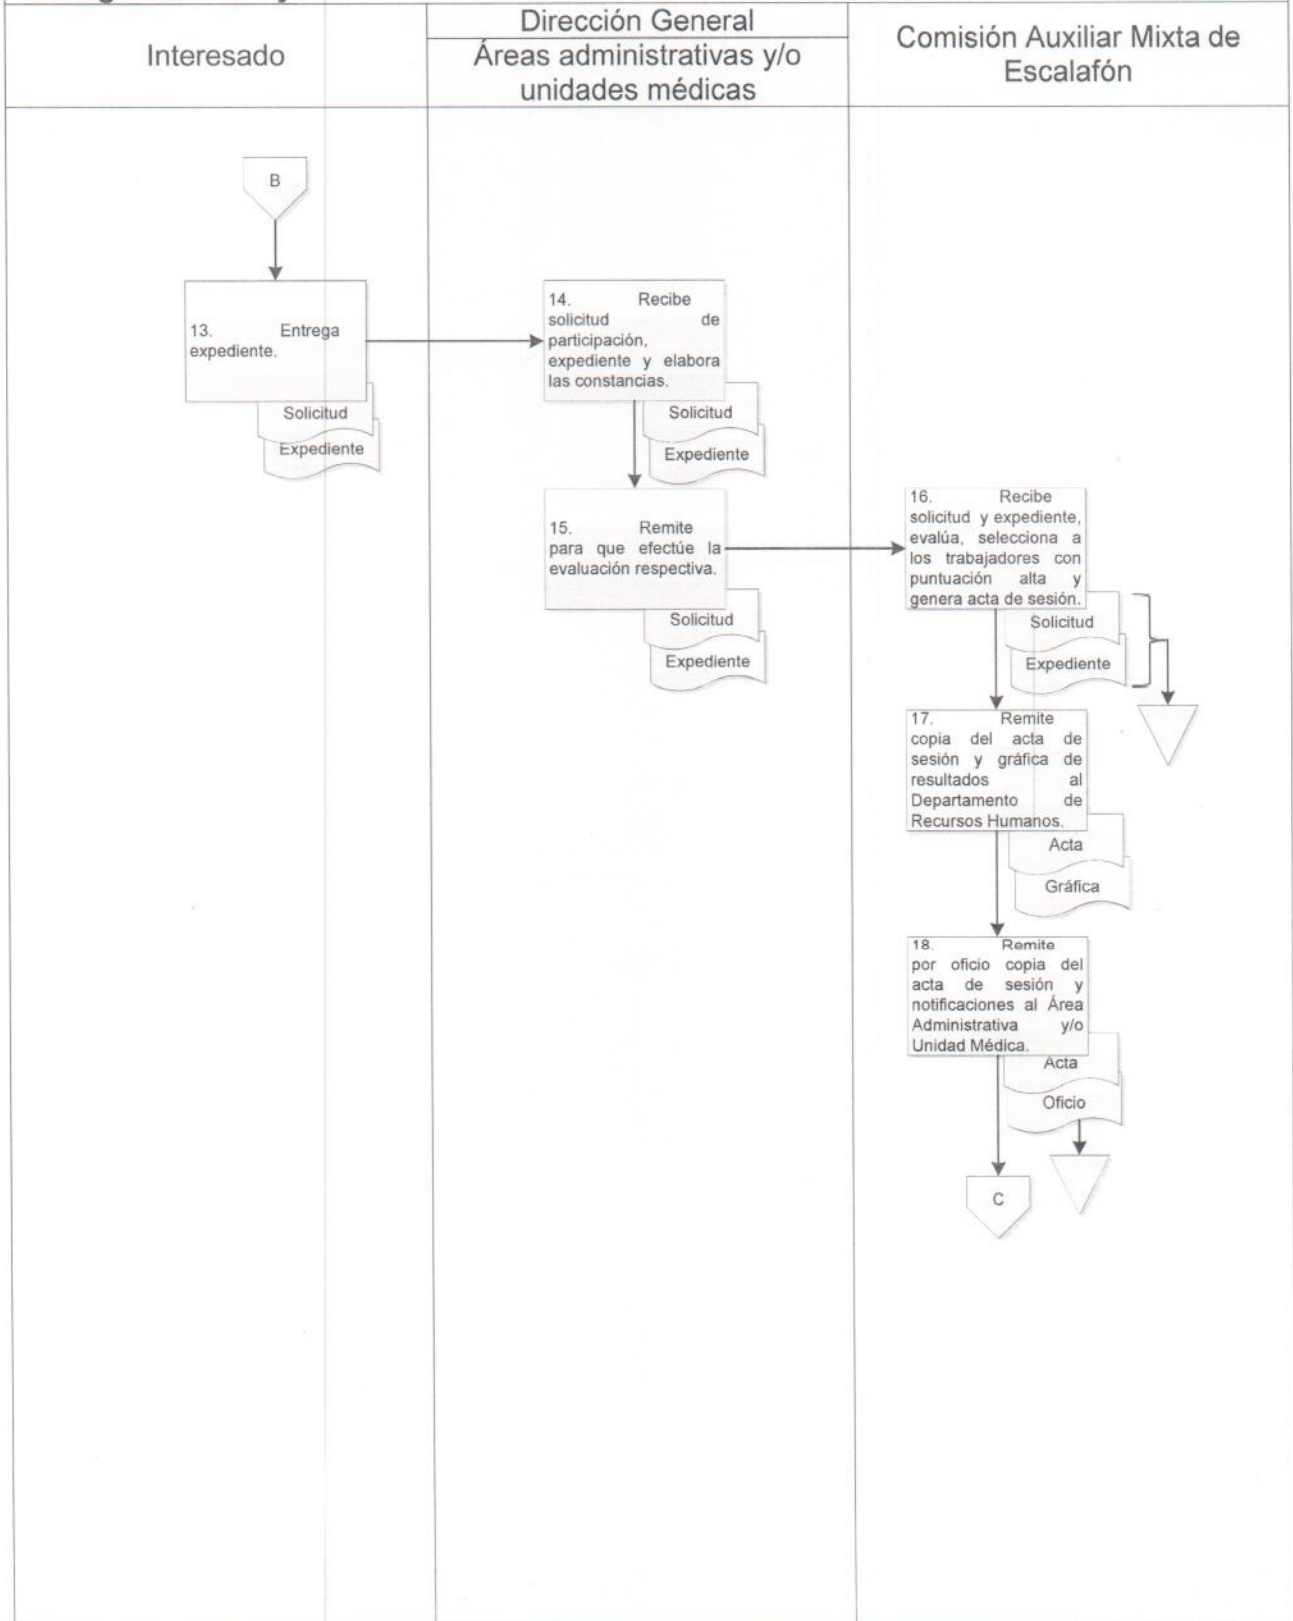 Interesado
Dirección General
Áreas administrativas y/o
unidades médicas
Comisión Auxiliar Mixta de
Escalafón
B
13. Entrega
expediente.
Solicitud
Expediente
14. Recibe
solicitud de
participación,
expediente y elabora
las constancias.
Solicitud
Expediente
15. Remite
para que efectúe la
evaluación respectiva.
Solicitud
Expediente
16. Recibe
solicitud y expediente,
evalúa, selecciona a
los trabajadores con
puntuación alta y
genera acta de sesión.
Solicitud
Expediente
17. Remite
copia del acta de
sesión y gráfica de
resultados al
Departamento de
Recursos Humanos.
Acta
Gráfica
18. Remite
por oficio copia del
acta de sesión y
notificaciones al Área
Administrativa y/o
Unidad Médica.
Acta
Oficio
C